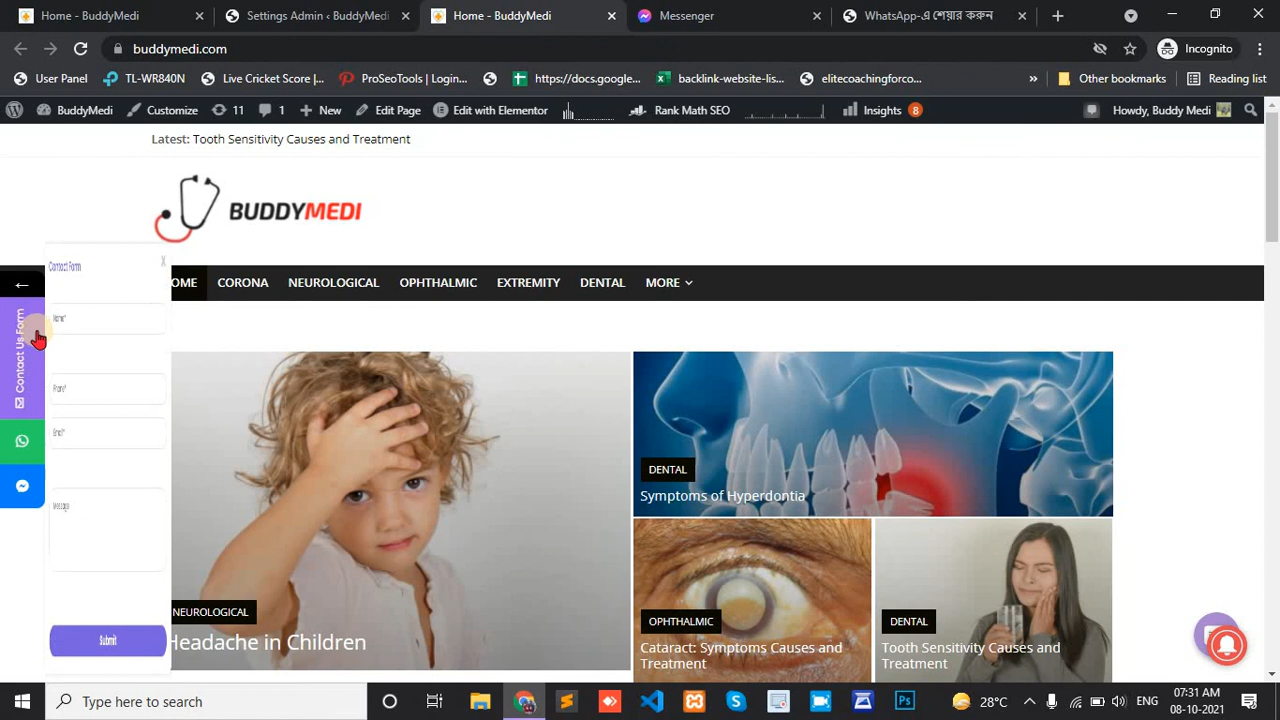 Home - BuddyMedi
Settings Admin ‹ BuddyMedi
Home - BuddyMedi
Messenger
WhatsApp-এ শেয়ার করুন
buddymedi.com
Incognito
User Panel
TL-WR840N
Live Cricket Score |...
ProSeoTools | Login...
https://docs.google...
backlink-website-lis...
elitecoachingforco...
»
Other bookmarks
Reading list
BuddyMedi
Customize
11
1
New
Edit Page
Edit with Elementor
Rank Math SEO
Insights 8
Howdy, Buddy Medi
Latest: Tooth Sensitivity Causes and Treatment
BUDDYMEDI
OME
CORONA
NEUROLOGICAL
OPHTHALMIC
EXTREMITY
DENTAL
MORE
Contact Form
X
Name*
Phone*
Email*
Message
Submit
Contact Us Form
NEUROLOGICAL
Headache in Children
DENTAL
Symptoms of Hyperdontia
OPHTHALMIC
Cataract: Symptoms Causes and
Treatment
DENTAL
Tooth Sensitivity Causes and
Treatment
Type here to search
28°C
ENG
07:31 AM
08-10-2021